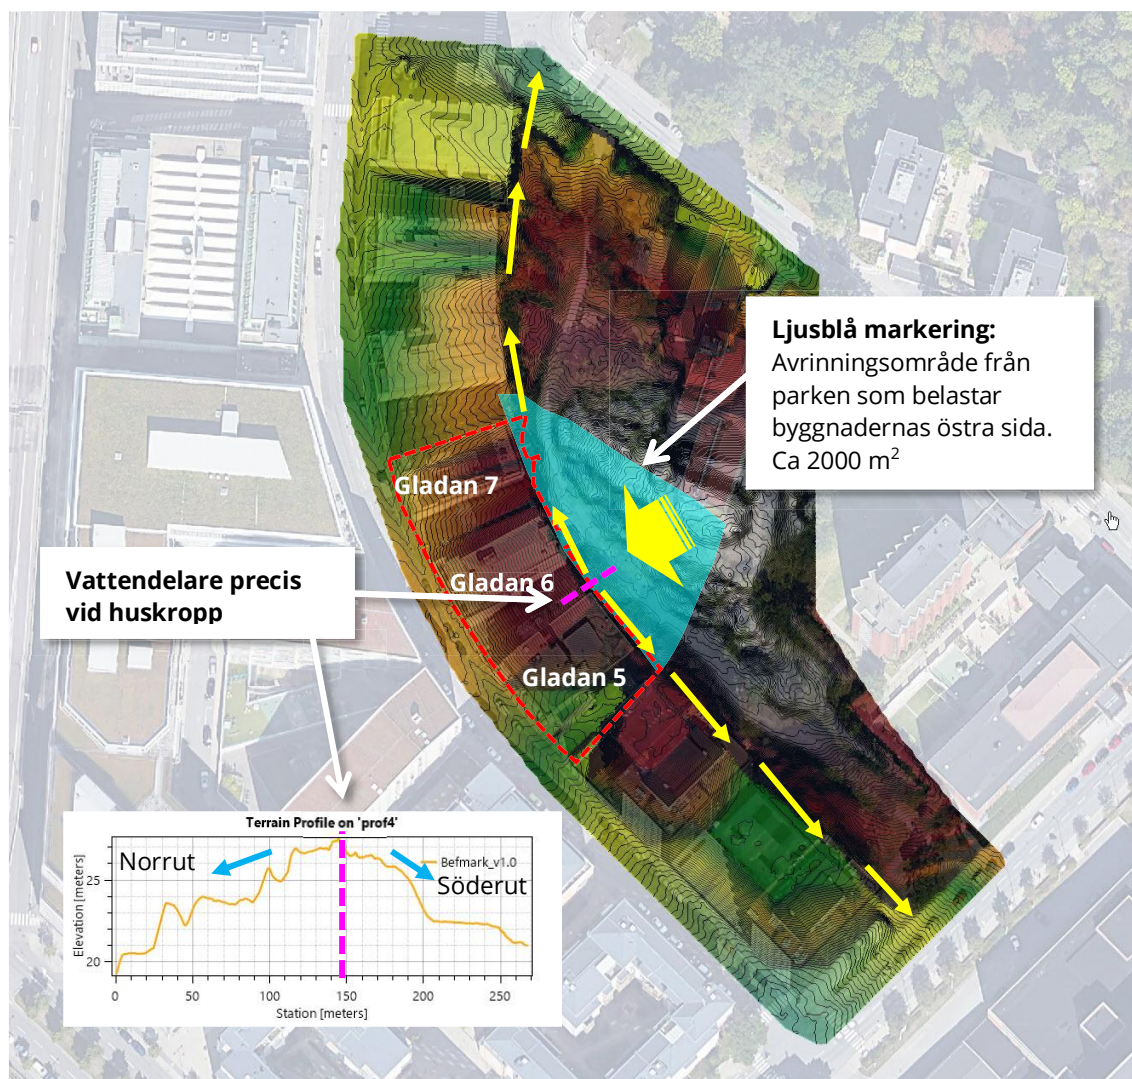 Ljusblå markering:
Avrinningsområde från
parken som belastar
byggnadernas östra sida.
Ca 2000 m²
Gladan 7
Gladan 6
Gladan 5
Vattendelare precis
vid huskropp
Terrain Profile on 'prof4'
Norrut
Söderut
Befmark_v1.0
Elevation [meters]
25
20
0
50
100
150
200
250
Station [meters]